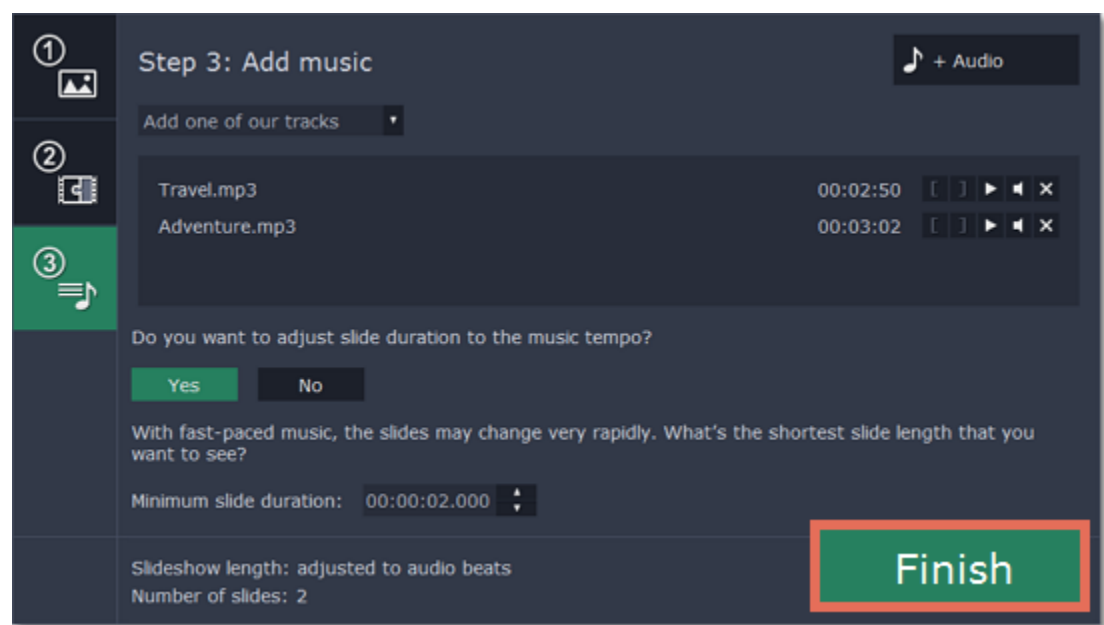 1
Step 3: Add music
+ Audio
Add one of our tracks
2
Travel.mp3 00:02:50 [ ]
Adventure.mp3 00:03:02 [ ]
3
Do you want to adjust slide duration to the music tempo?
Yes No
With fast-paced music, the slides may change very rapidly. What's the shortest slide length that you
want to see?
Minimum slide duration: 00:00:02.000
Slideshow length: adjusted to audio beats
Number of slides: 2
Finish